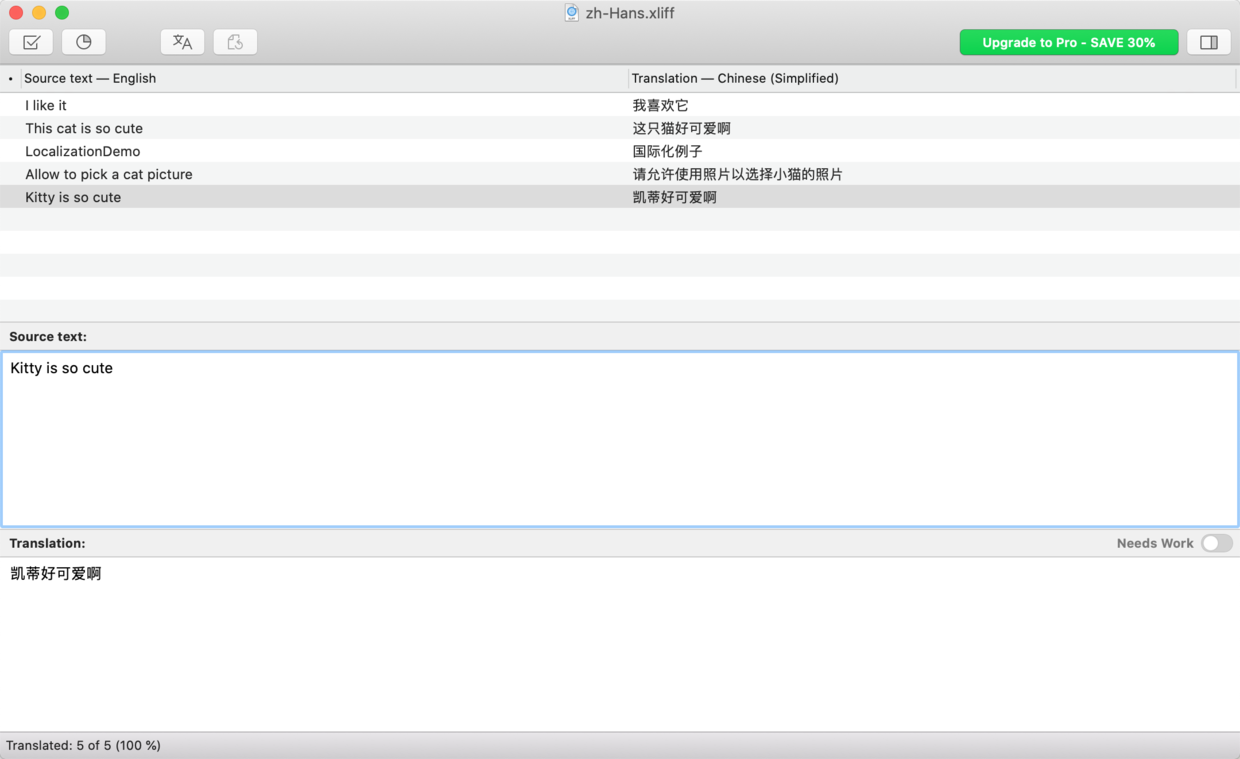 zh-Hans.xliff
Upgrade to Pro - SAVE 30%
• Source text — English Translation — Chinese (Simplified)
I like it 我喜欢它
This cat is so cute 这只猫好可爱啊
LocalizationDemo 国际化例子
Allow to pick a cat picture 请允许使用照片以选择小猫的照片
Kitty is so cute 凯蒂好可爱啊
Source text:
Kitty is so cute
Translation: Needs Work
凯蒂好可爱啊
Translated: 5 of 5 (100 %)